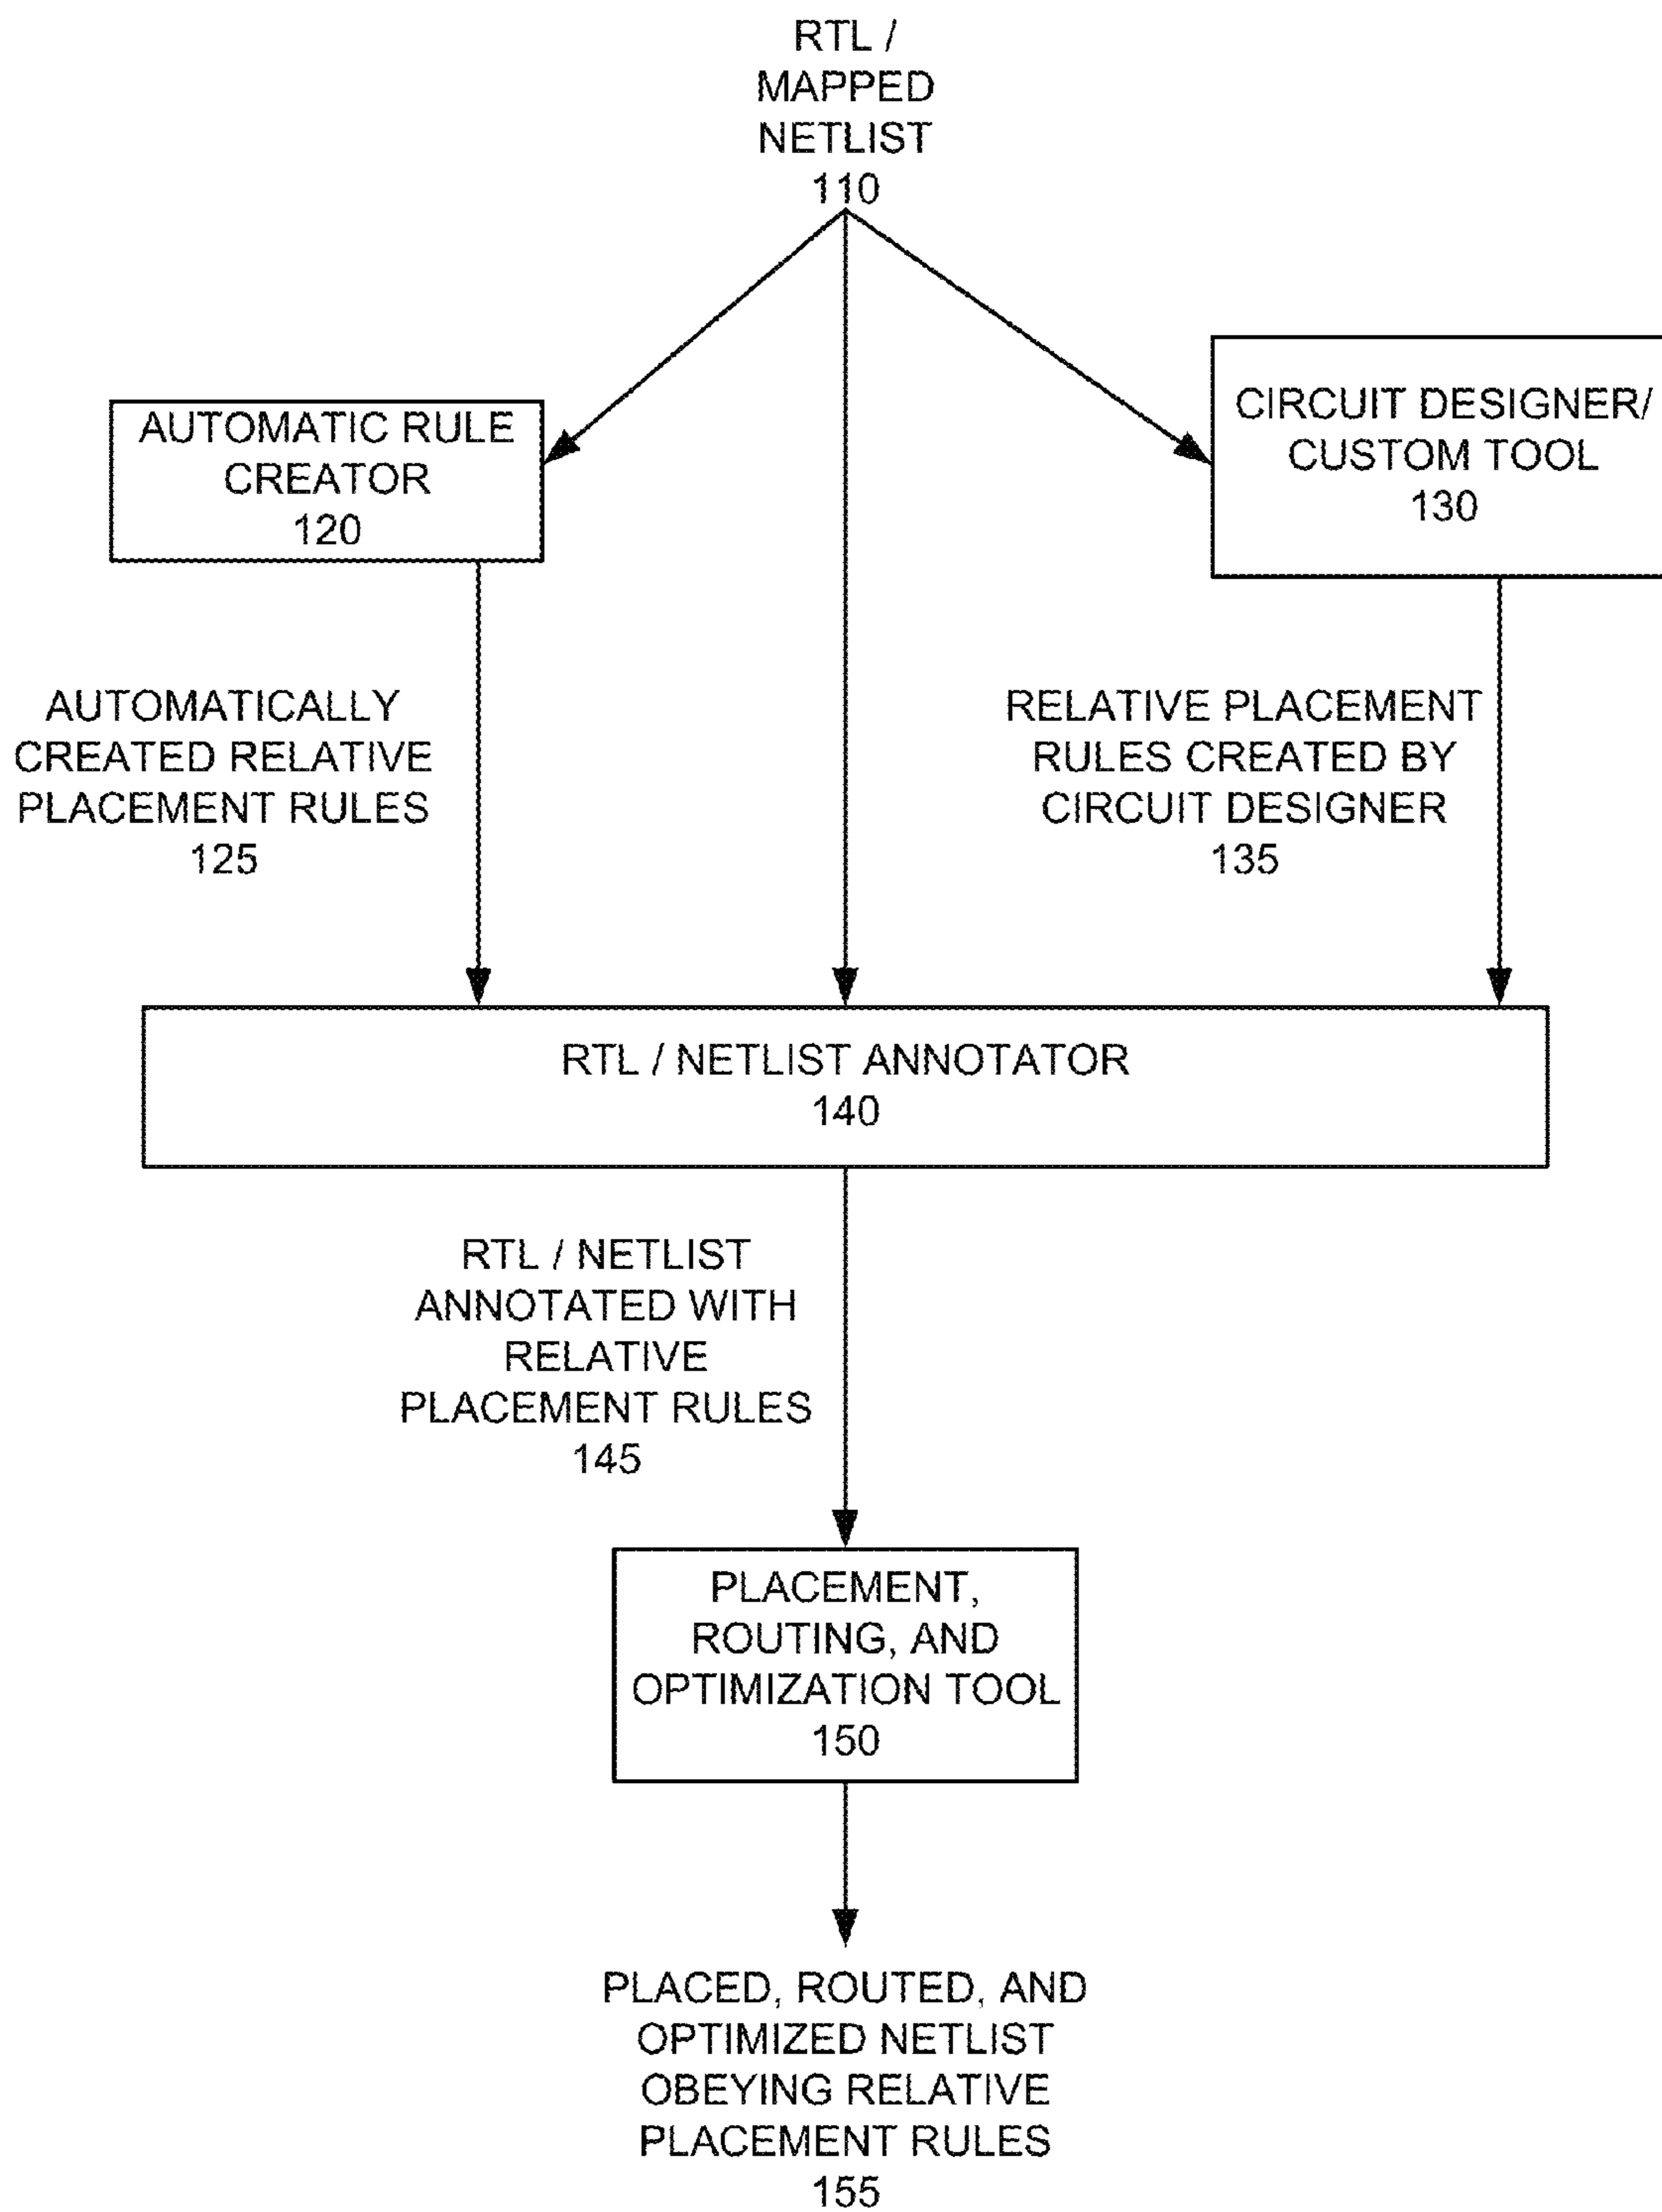 RTL /
MAPPED
NETLIST
110
AUTOMATIC RULE
CREATOR
120
CIRCUIT DESIGNER/
CUSTOM TOOL
130
AUTOMATICALLY
CREATED RELATIVE
PLACEMENT RULES
125
RELATIVE PLACEMENT
RULES CREATED BY
CIRCUIT DESIGNER
135
RTL / NETLIST ANNOTATOR
140
RTL / NETLIST
ANNOTATED WITH
RELATIVE
PLACEMENT RULES
145
PLACEMENT,
ROUTING, AND
OPTIMIZATION TOOL
150
PLACED, ROUTED, AND
OPTIMIZED NETLIST
OBEYING RELATIVE
PLACEMENT RULES
155